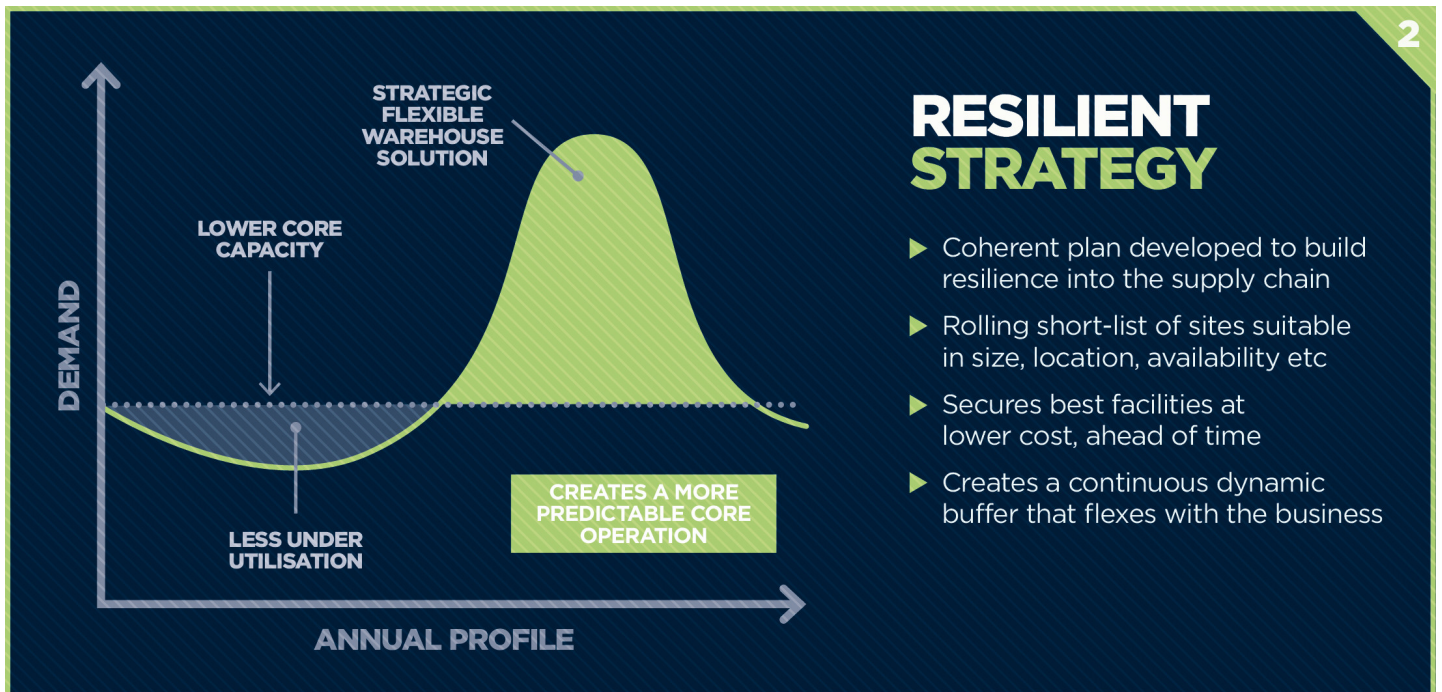 2
STRATEGIC
FLEXIBLE
WAREHOUSE
SOLUTION
LOWER CORE
CAPACITY
DEMAND
LESS UNDER
UTILISATION
CREATES A MORE
PREDICTABLE CORE
OPERATION
ANNUAL PROFILE
RESILIENT
STRATEGY
Coherent plan developed to build
resilience into the supply chain
Rolling short-list of sites suitable
in size, location, availability etc
Secures best facilities at
lower cost, ahead of time
Creates a continuous dynamic
buffer that flexes with the business